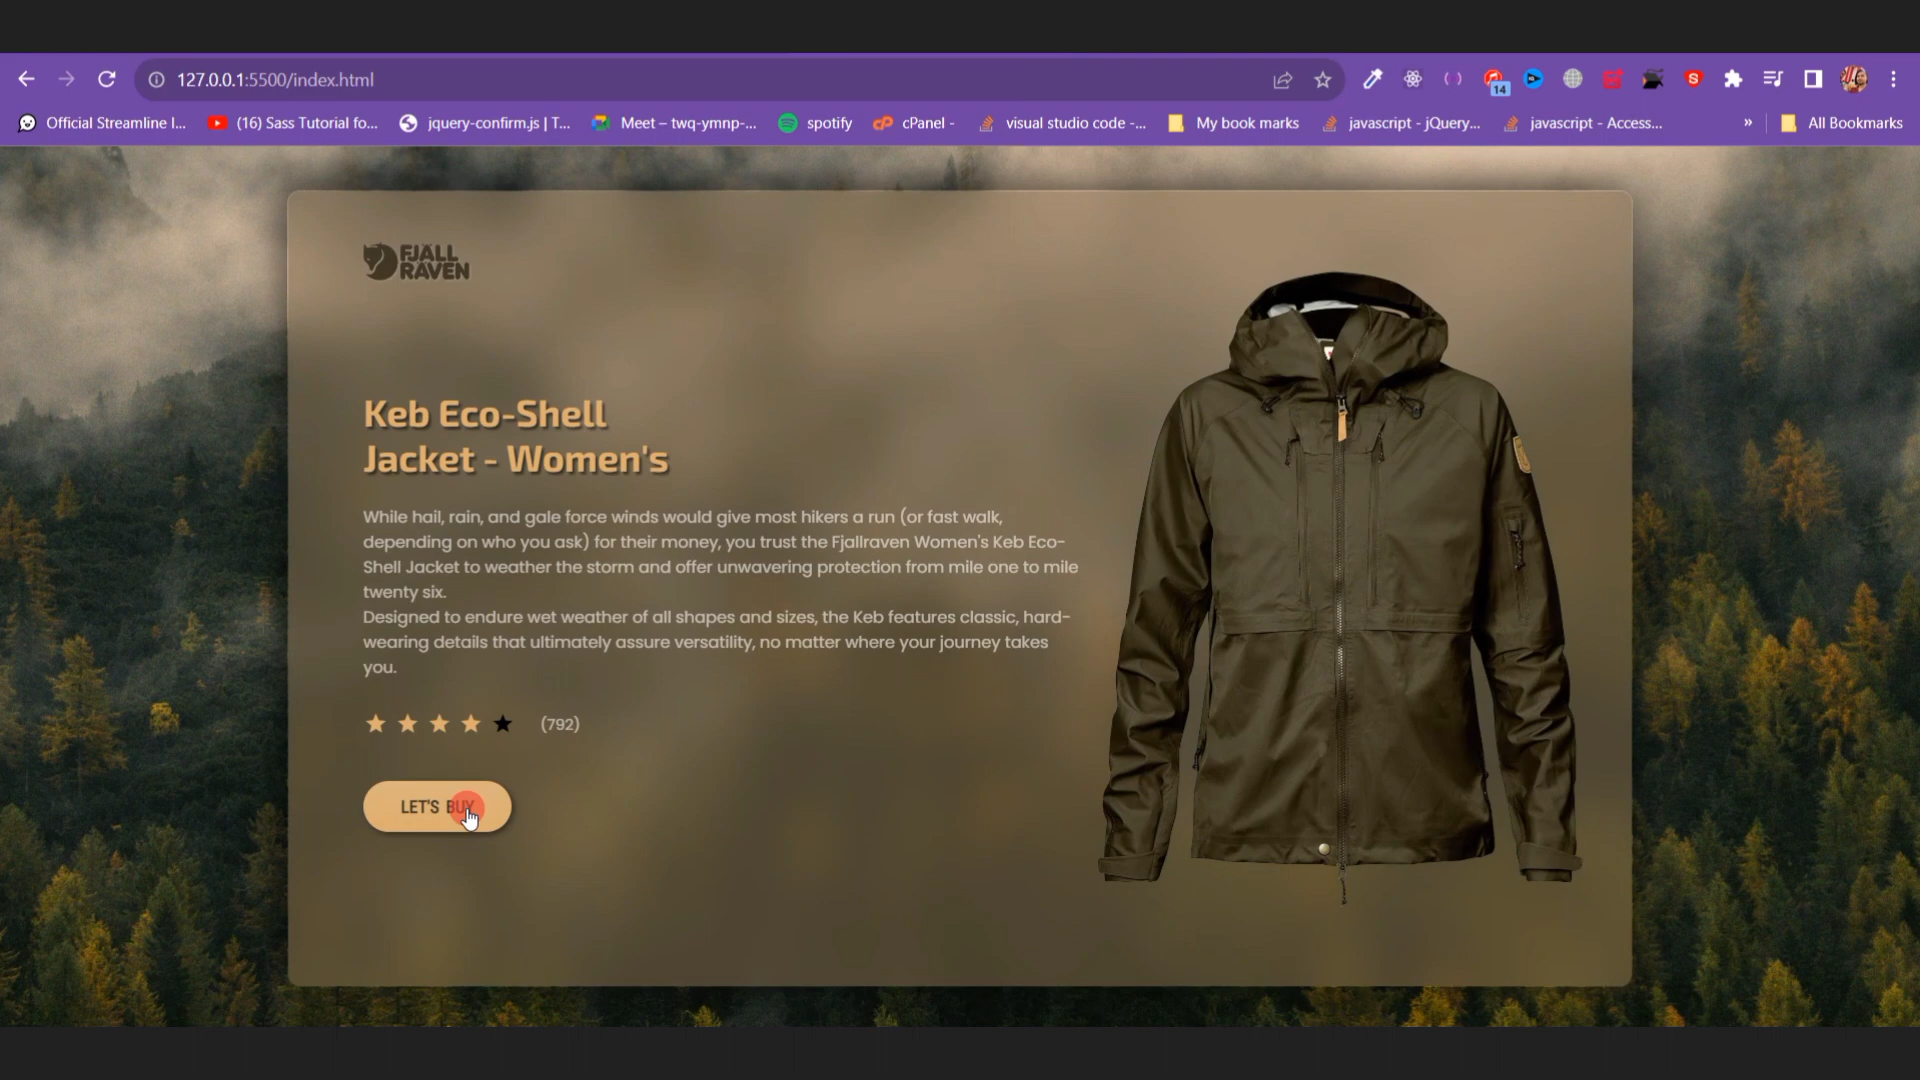 127.0.0.1:5500/index.html
14
S
Official Streamline I...
(16) Sass Tutorial fo...
jquery-confirm.js | T...
Meet – twq-ymnp-...
spotify
cP
cPanel -
visual studio code -...
My book marks
javascript - jQuery...
javascript - Access...
»
All Bookmarks
FJÄLL
RÄVEN
Keb Eco-Shell
Jacket - Women's
While hail, rain, and gale force winds would give most hikers a run (or fast walk,
depending on who you ask) for their money, you trust the Fjallraven Women's Keb Eco-
Shell Jacket to weather the storm and offer unwavering protection from mile one to mile
twenty six.
Designed to endure wet weather of all shapes and sizes, the Keb features classic, hard-
wearing details that ultimately assure versatility, no matter where your journey takes
you.
(792)
LET'S BUY